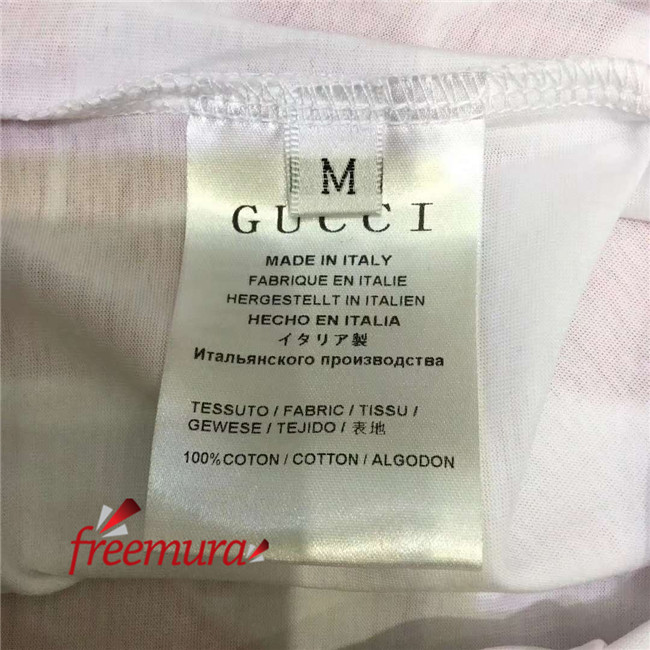 M
GUCCI
MADE IN ITALY
FABRIQUE EN ITALIE
HERGESTELLT IN ITALIEN
HECHO EN ITALIA
イタリア製
Итальянского производства
TESSUTO / FABRIC / TISSU /
GEWESE / TEJIDO / 表地
100%COTON / COTTON / ALGODON
freemura